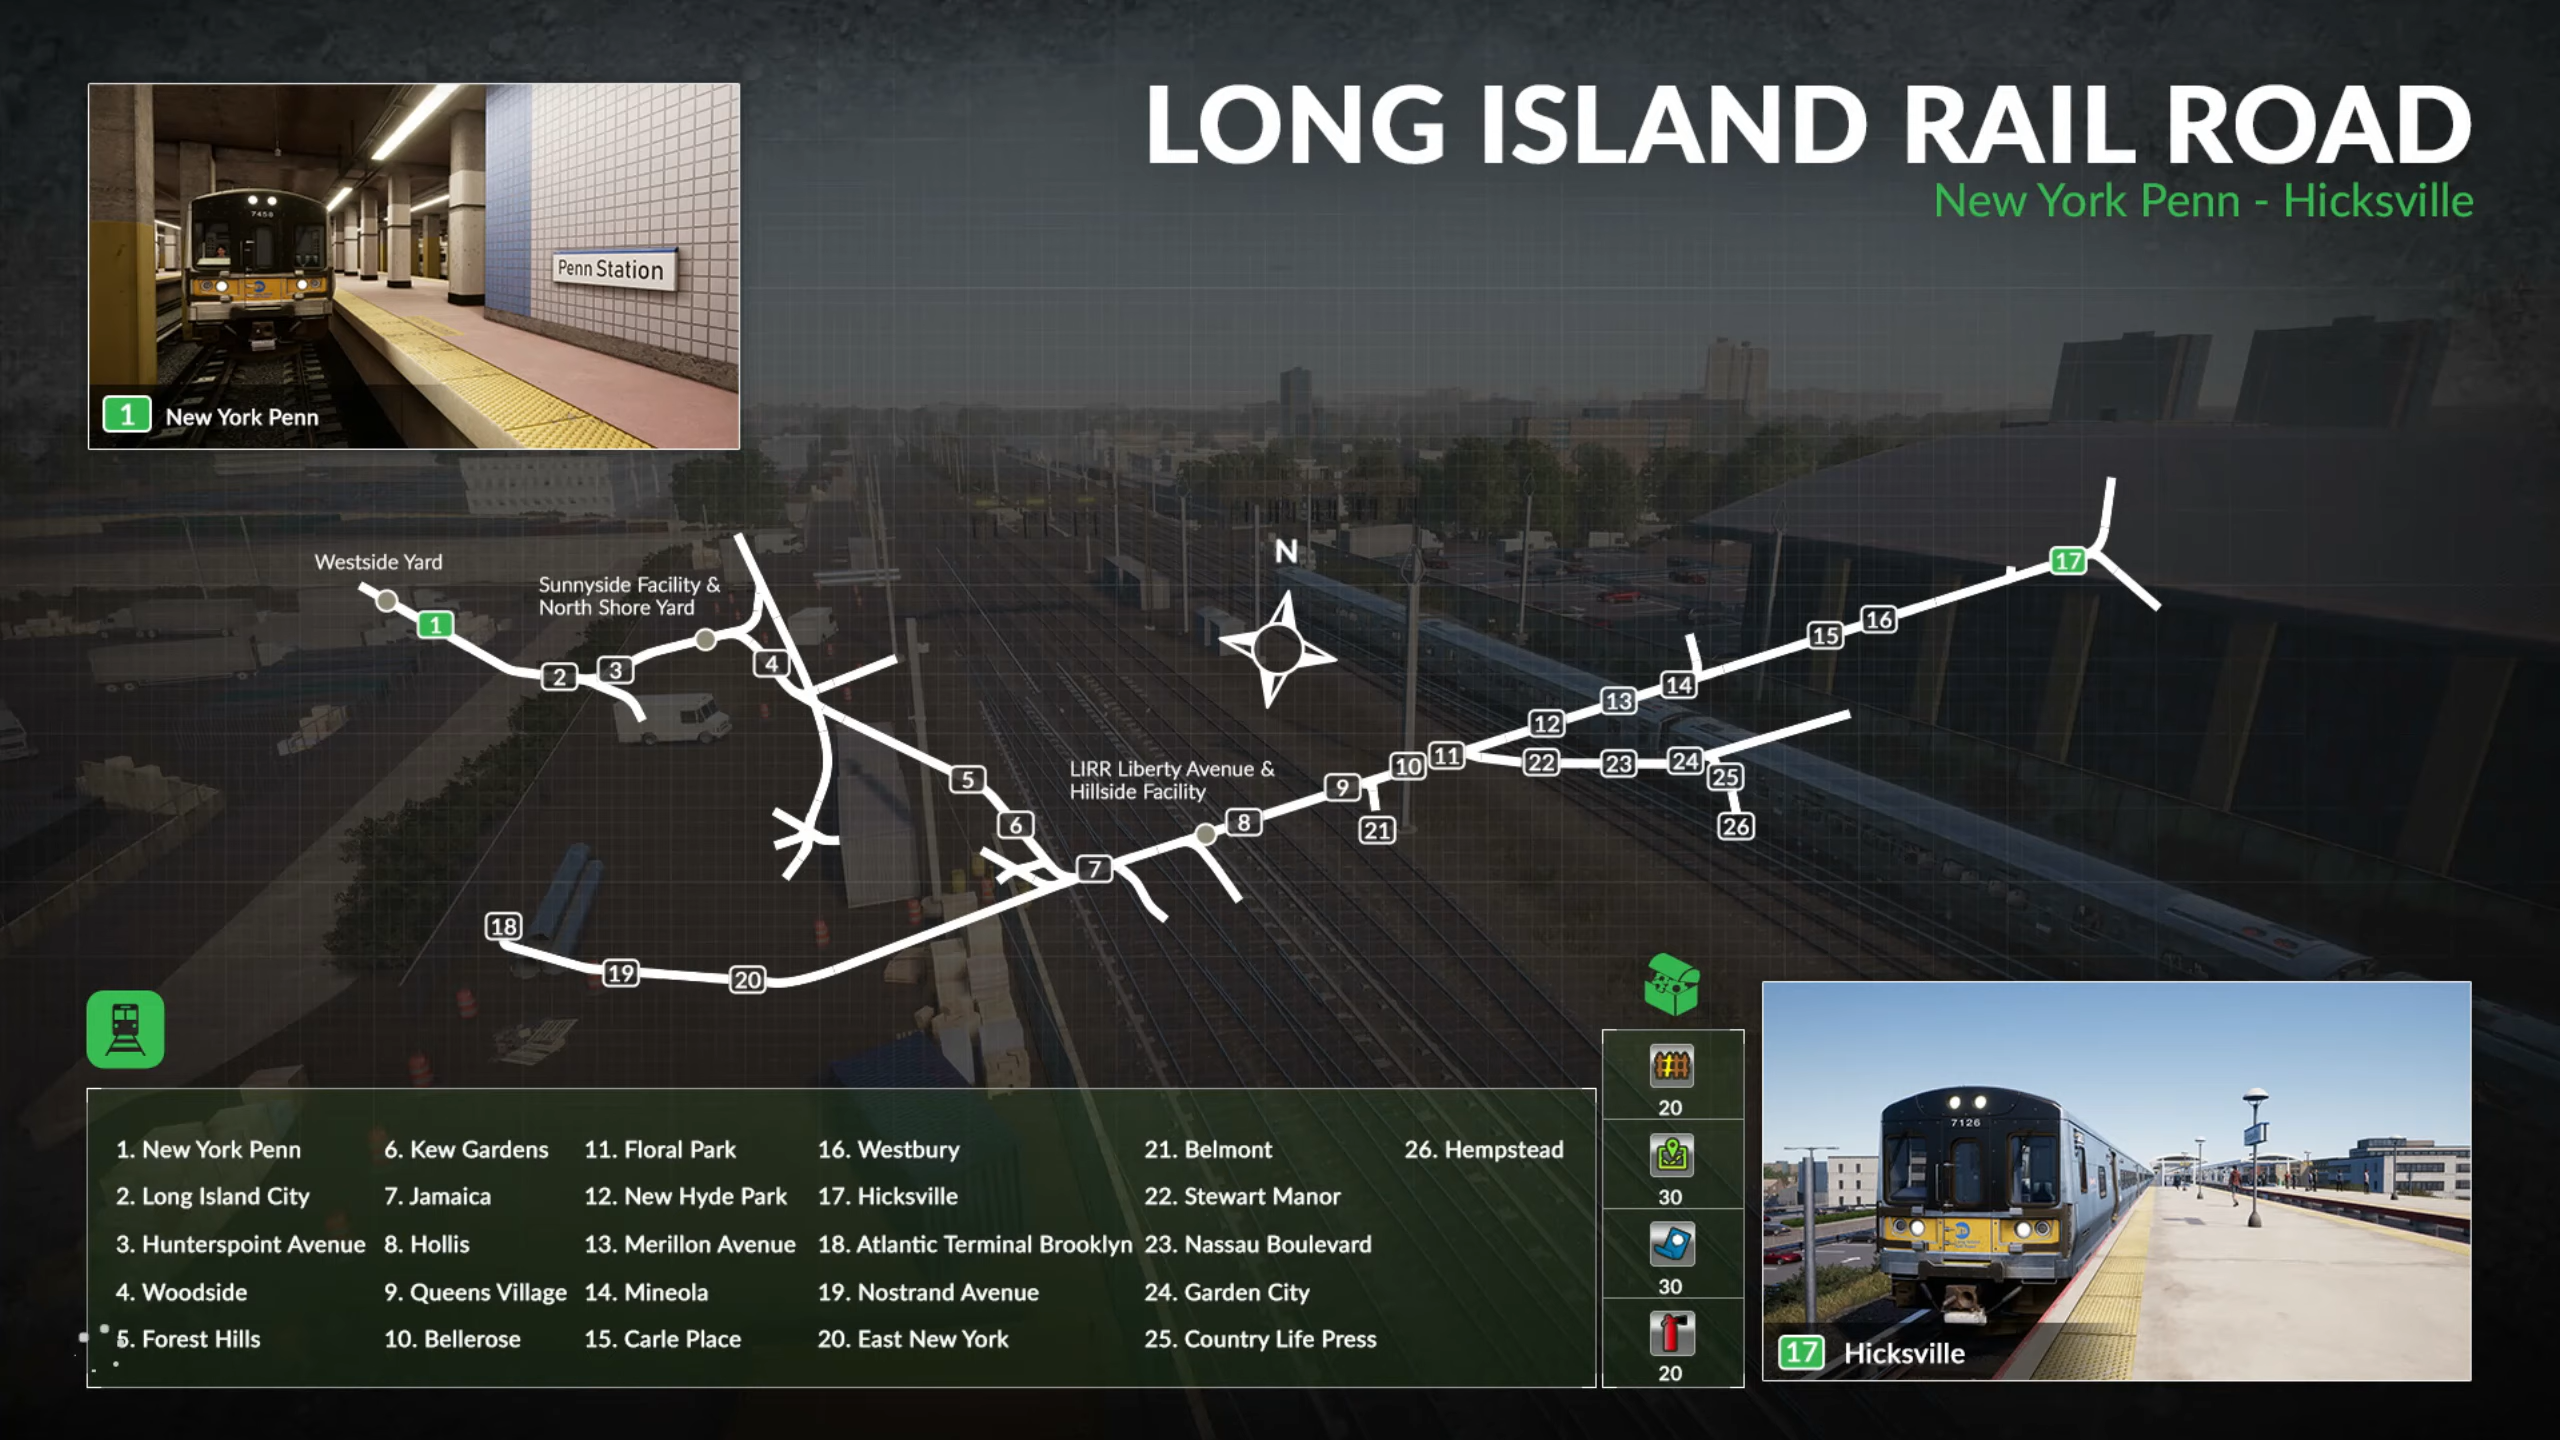 LONG ISLAND RAIL ROAD
New York Penn - Hicksville
7458
Penn Station
1 New York Penn
Westside Yard
Sunnyside Facility &
North Shore Yard
N
LIRR Liberty Avenue &
Hillside Facility
1
2
3
4
5
6
7
8
9
10
11
12
13
14
15
16
17
18
19
20
21
22
23
24
25
26
1. New York Penn
2. Long Island City
3. Hunterspoint Avenue
4. Woodside
5. Forest Hills
6. Kew Gardens
7. Jamaica
8. Hollis
9. Queens Village
10. Bellerose
11. Floral Park
12. New Hyde Park
13. Merillon Avenue
14. Mineola
15. Carle Place
16. Westbury
17. Hicksville
18. Atlantic Terminal Brooklyn
19. Nostrand Avenue
20. East New York
21. Belmont
22. Stewart Manor
23. Nassau Boulevard
24. Garden City
25. Country Life Press
26. Hempstead
20
30
30
20
7126
17 Hicksville